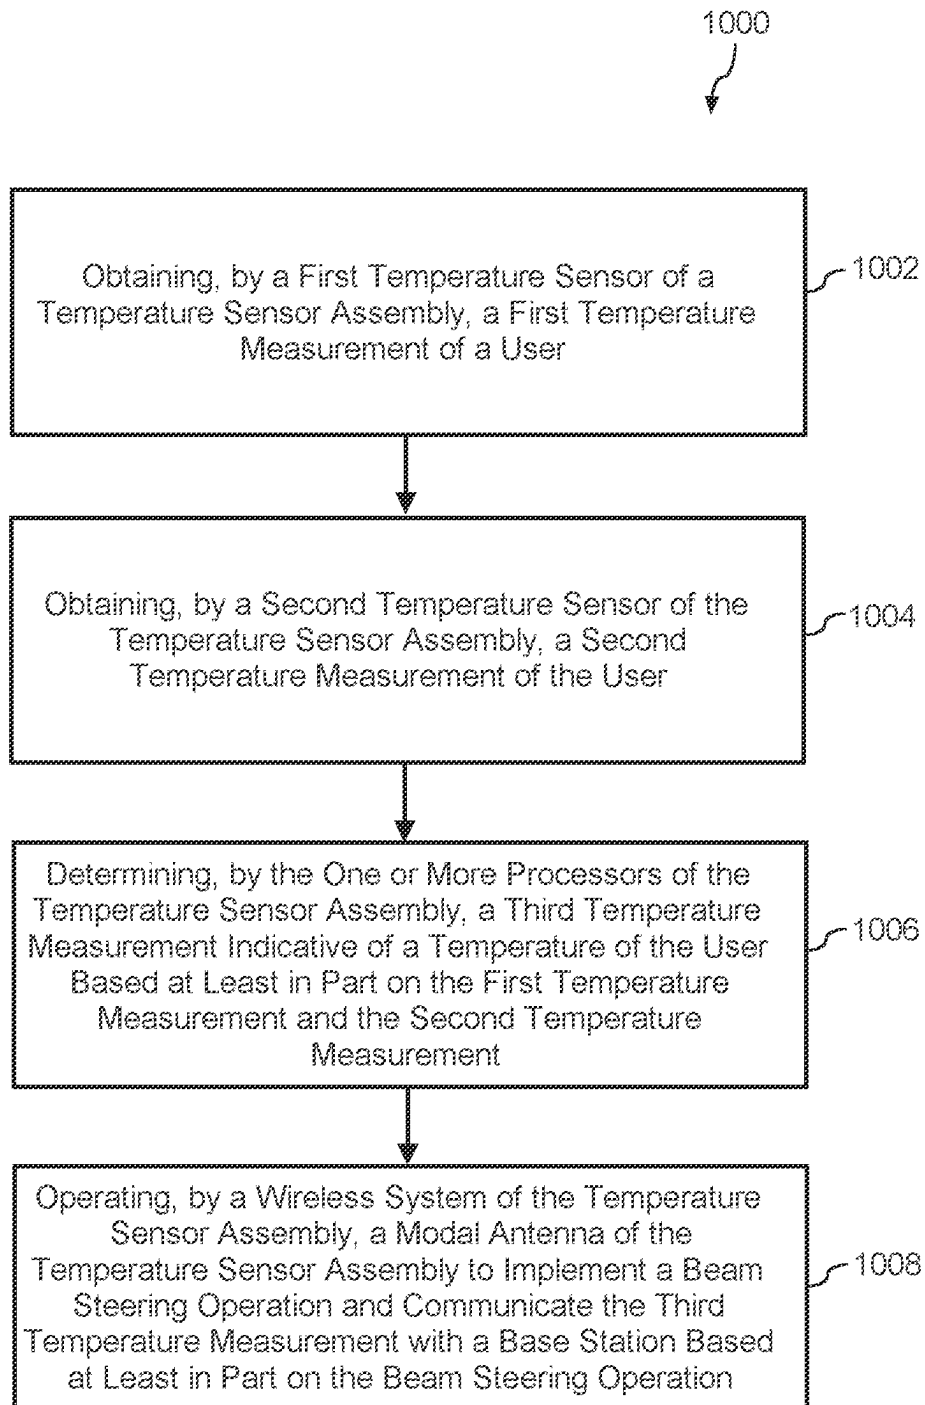 1000
Obtaining, by a First Temperature Sensor of a
Temperature Sensor Assembly, a First Temperature
Measurement of a User
1002
Obtaining, by a Second Temperature Sensor of the
Temperature Sensor Assembly, a Second
Temperature Measurement of the User
1004
Determining, by the One or More Processors of the
Temperature Sensor Assembly, a Third Temperature
Measurement Indicative of a Temperature of the User
Based at Least in Part on the First Temperature
Measurement and the Second Temperature
Measurement
1006
Operating, by a Wireless System of the Temperature
Sensor Assembly, a Modal Antenna of the
Temperature Sensor Assembly to Implement a Beam
Steering Operation and Communicate the Third
Temperature Measurement with a Base Station Based
at Least in Part on the Beam Steering Operation
1008